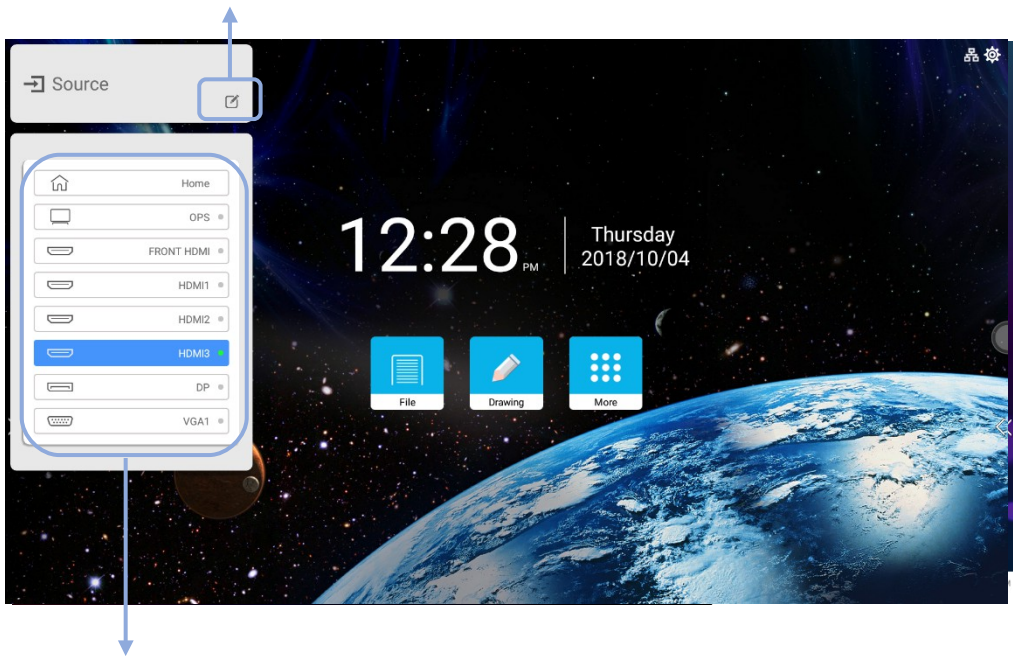 Source
Home
OPS
FRONT HDMI
HDMI1
HDMI2
HDMI3
DP
VGA1
12:28 PM
Thursday
2018/10/04
File
Drawing
More